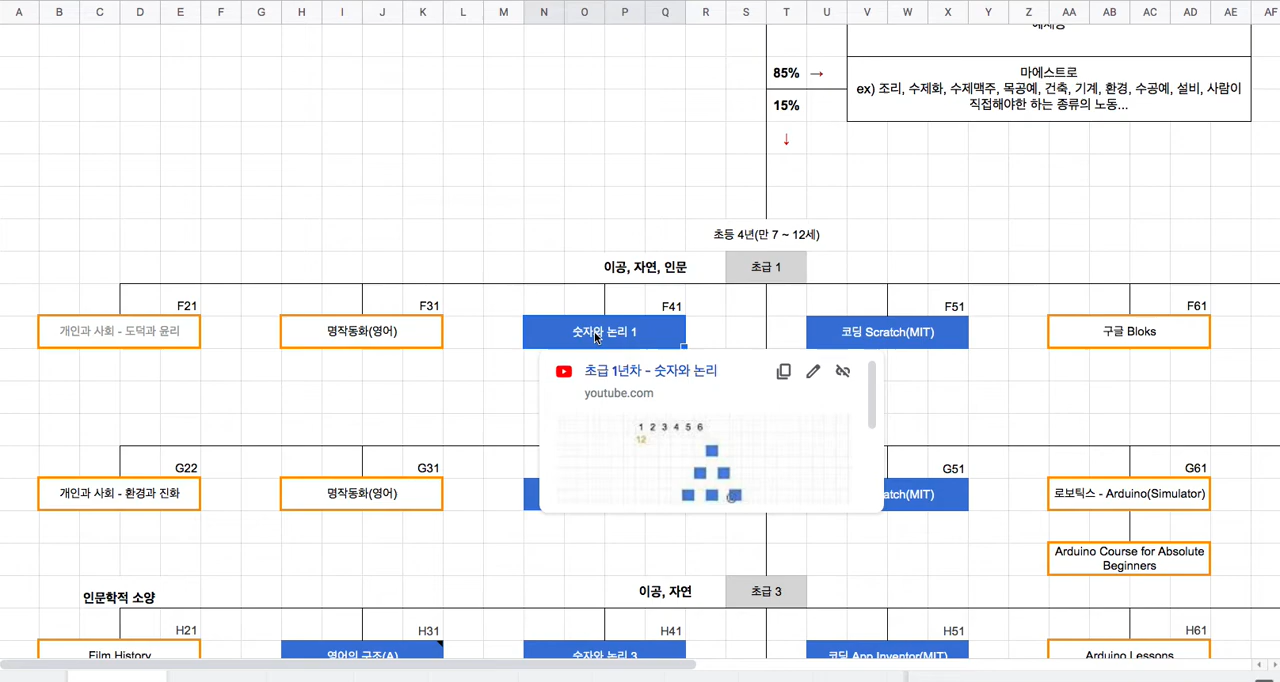 A B C D E F G H I J K L M N O P Q R S T U V W X Y Z AA AB AC AD AE AF
85% →
마에스트로
ex) 조리, 수제화, 수제맥주, 목공예, 건축, 기계, 환경, 수공예, 설비, 사람이
직접해야한 하는 종류의 노동...
15%
↓
초등 4년(만 7 ~ 12세)
이공, 자연, 인문
초급 1
F21 F31 F41 F51 F61
개인과 사회 - 도덕과 윤리
명작동화(영어)
숫자와 논리 1
코딩 Scratch(MIT)
구글 Bloks
초급 1년차 - 숫자와 논리
youtube.com
1 2 3 4 5 6
12
G22 G31 G51 G61
개인과 사회 - 환경과 진화
명작동화(영어)
atch(MIT)
로보틱스 - Arduino(Simulator)
Arduino Course for Absolute
Beginners
인문학적 소양
이공, 자연
초급 3
H21 H31 H41 H51 H61
Film History
영어의 구조(A)
숫자와 논리 3
코딩 App Inventor(MIT)
Arduino Lessons